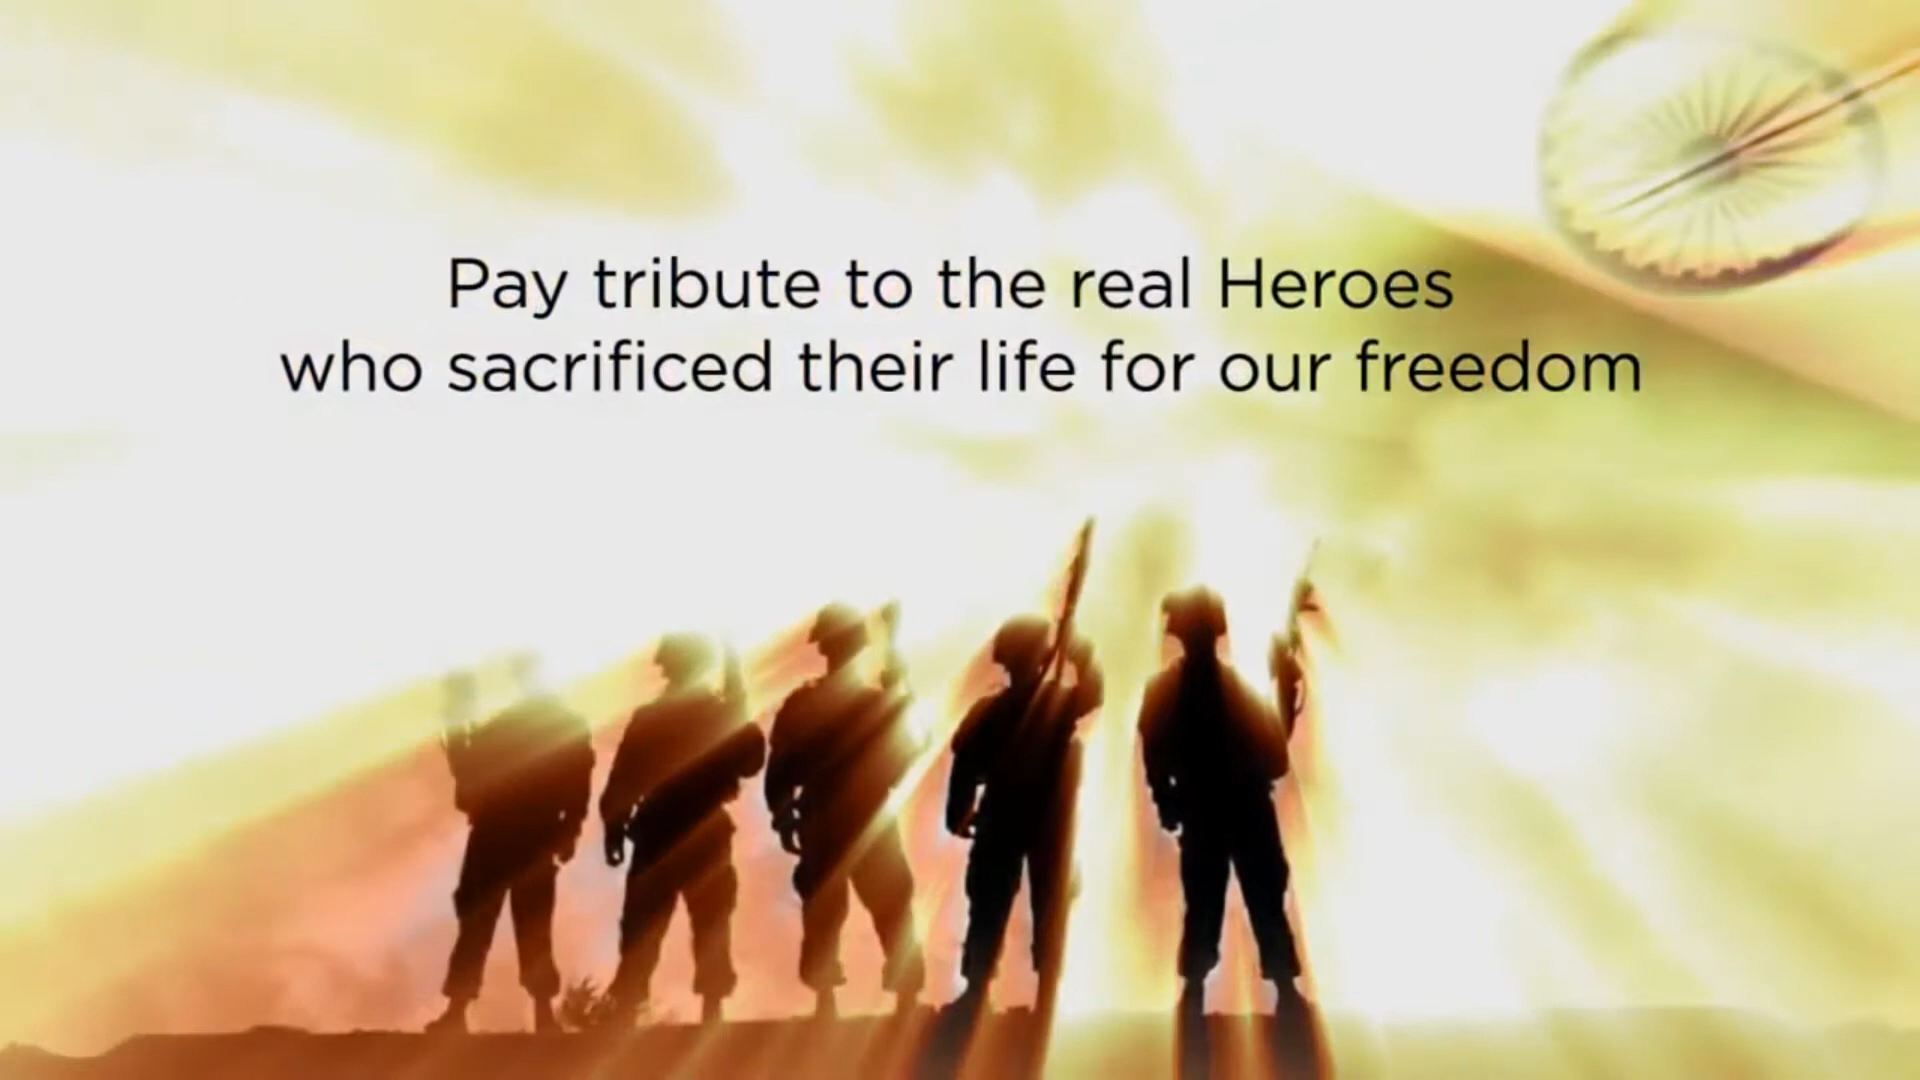 Pay tribute to the real Heroes
who sacrificed their life for our freedom